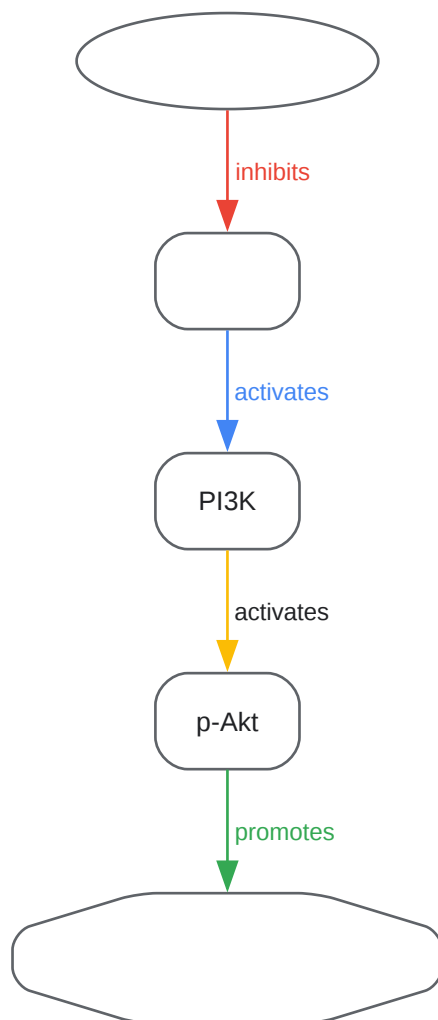 inhibits
activates
PI3K
activates
p-Akt
promotes